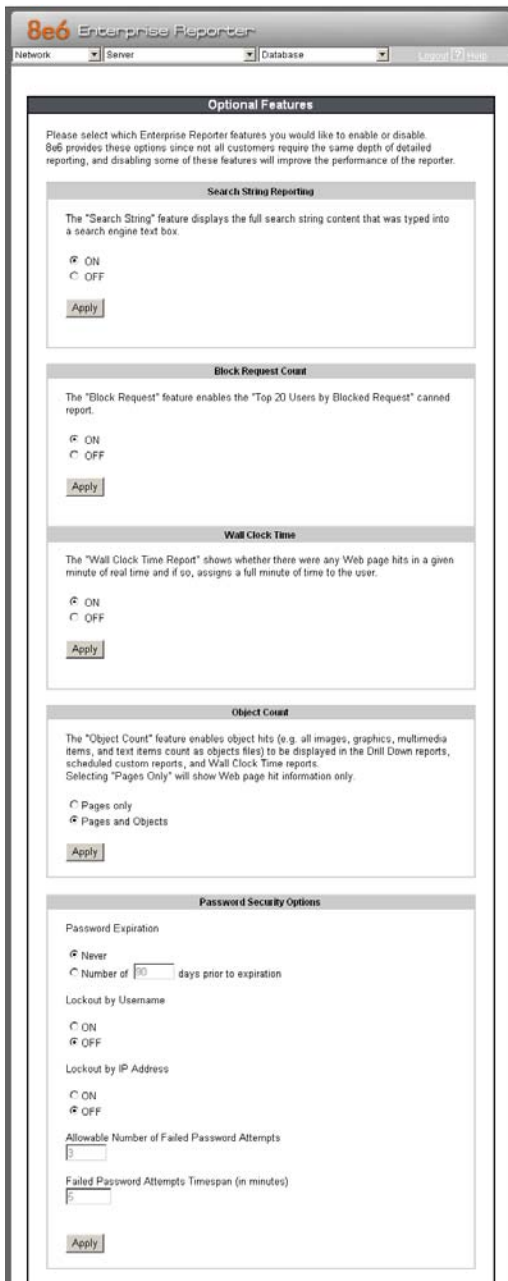 8e6 Enterprise Reporter
Network Server Database Logout ? Help
Optional Features
Please select which Enterprise Reporter features you would like to enable or disable.
8e6 provides these options since not all customers require the same depth of detailed
reporting, and disabling some of these features will improve the performance of the reporter.
Search String Reporting
The "Search String" feature displays the full search string content that was typed into
a search engine text box.
ON
OFF
Apply
Block Request Count
The "Block Request" feature enables the "Top 20 Users by Blocked Request" canned
report.
ON
OFF
Apply
Wall Clock Time
The "Wall Clock Time Report" shows whether there were any Web page hits in a given
minute of real time and if so, assigns a full minute of time to the user.
ON
OFF
Apply
Object Count
The "Object Count" feature enables object hits (e.g. all images, graphics, multimedia
items, and text items count as objects files) to be displayed in the Drill Down reports,
scheduled custom reports, and Wall Clock Time reports.
Selecting "Pages Only" will show Web page hit information only.
Pages only
Pages and Objects
Apply
Password Security Options
Password Expiration
Never
Number of 90 days prior to expiration
Lockout by Username
ON
OFF
Lockout by IP Address
ON
OFF
Allowable Number of Failed Password Attempts
3
Failed Password Attempts Timespan (in minutes)
5
Apply